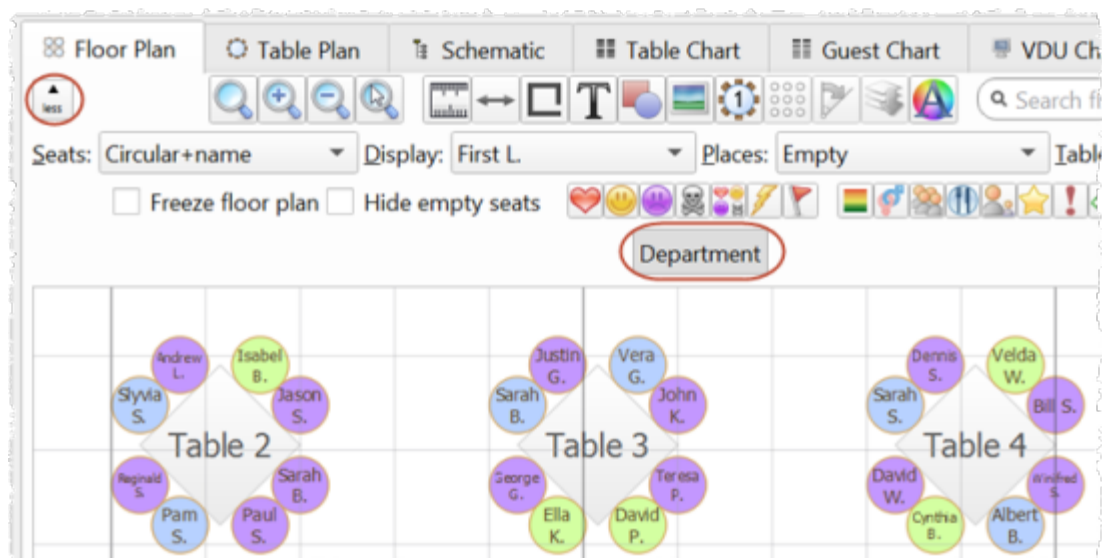 Floor Plan
Table Plan
Schematic
Table Chart
Guest Chart
VDU Ch
less
T
1
A
Search fi
Seats: Circular+name
Display: First L.
Places: Empty
Tabl
Freeze floor plan
Hide empty seats
Department
Andrew L.
Isabel B.
Slyvia S.
Jason S.
Table 2
Reginald S.
Sarah B.
Pam S.
Paul S.
Justin G.
Vera G.
Sarah B.
John K.
Table 3
George G.
Teresa P.
Ella K.
David P.
Dennis S.
Velda W.
Sarah S.
Bill S.
Table 4
David W.
Winifred S.
Cynthia B.
Albert B.